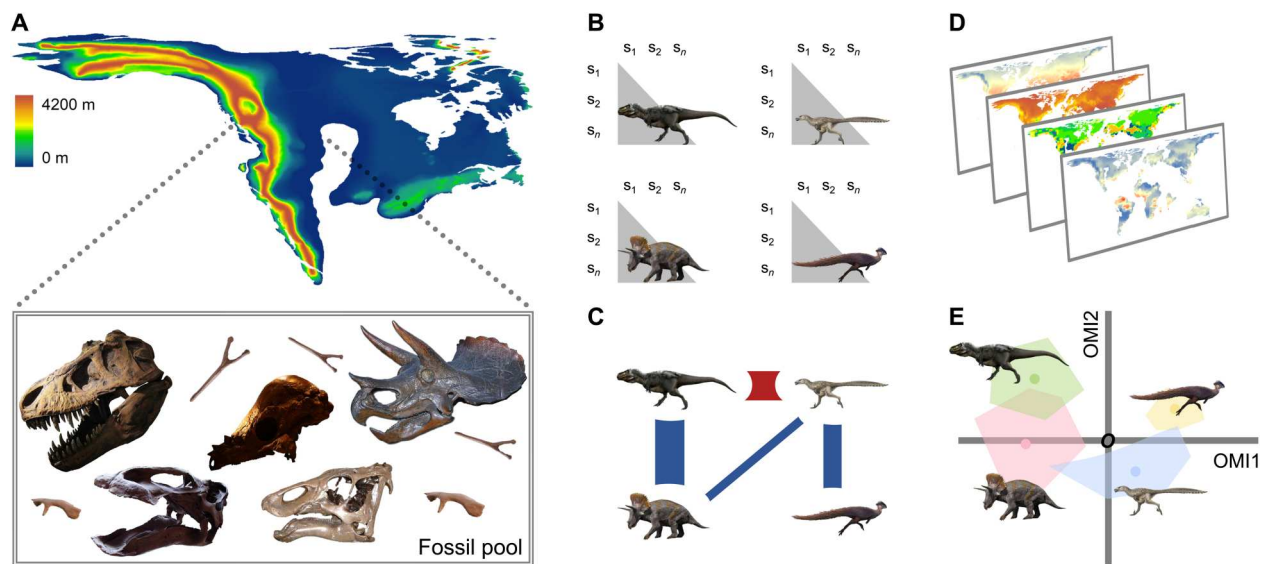 A
4200 m
0 m
Fossil pool
B
S1 S2 Sn
S1
S2
Sn
S1 S2 Sn
S1
S2
Sn
S1 S2 Sn
S1
S2
Sn
S1 S2 Sn
S1
S2
Sn
C
D
E
OMI2
O
OMI1